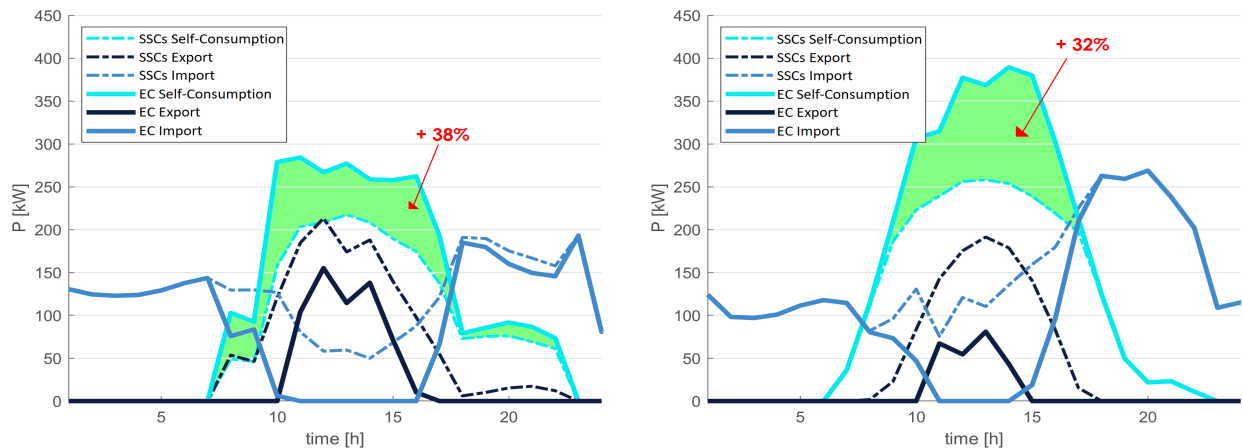 450
400
350
300
250
200
150
100
50
0
P [kW]
SSCs Self-Consumption
SSCs Export
SSCs Import
EC Self-Consumption
EC Export
EC Import
+ 38%
5 10 15 20
time [h]
450
400
350
300
250
200
150
100
50
0
P [kW]
SSCs Self-Consumption
SSCs Export
SSCs Import
EC Self-Consumption
EC Export
EC Import
+ 32%
5 10 15 20
time [h]